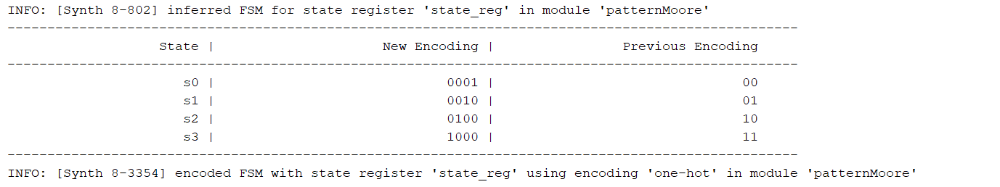 INFO: [Synth 8-802] inferred FSM for state register 'state_reg' in module 'patternMoore'
---------------------------------------------------------------------------------------------------
State | New Encoding | Previous Encoding
---------------------------------------------------------------------------------------------------
s0 | 0001 | 00
s1 | 0010 | 01
s2 | 0100 | 10
s3 | 1000 | 11
---------------------------------------------------------------------------------------------------
INFO: [Synth 8-3354] encoded FSM with state register 'state_reg' using encoding 'one-hot' in module 'patternMoore'